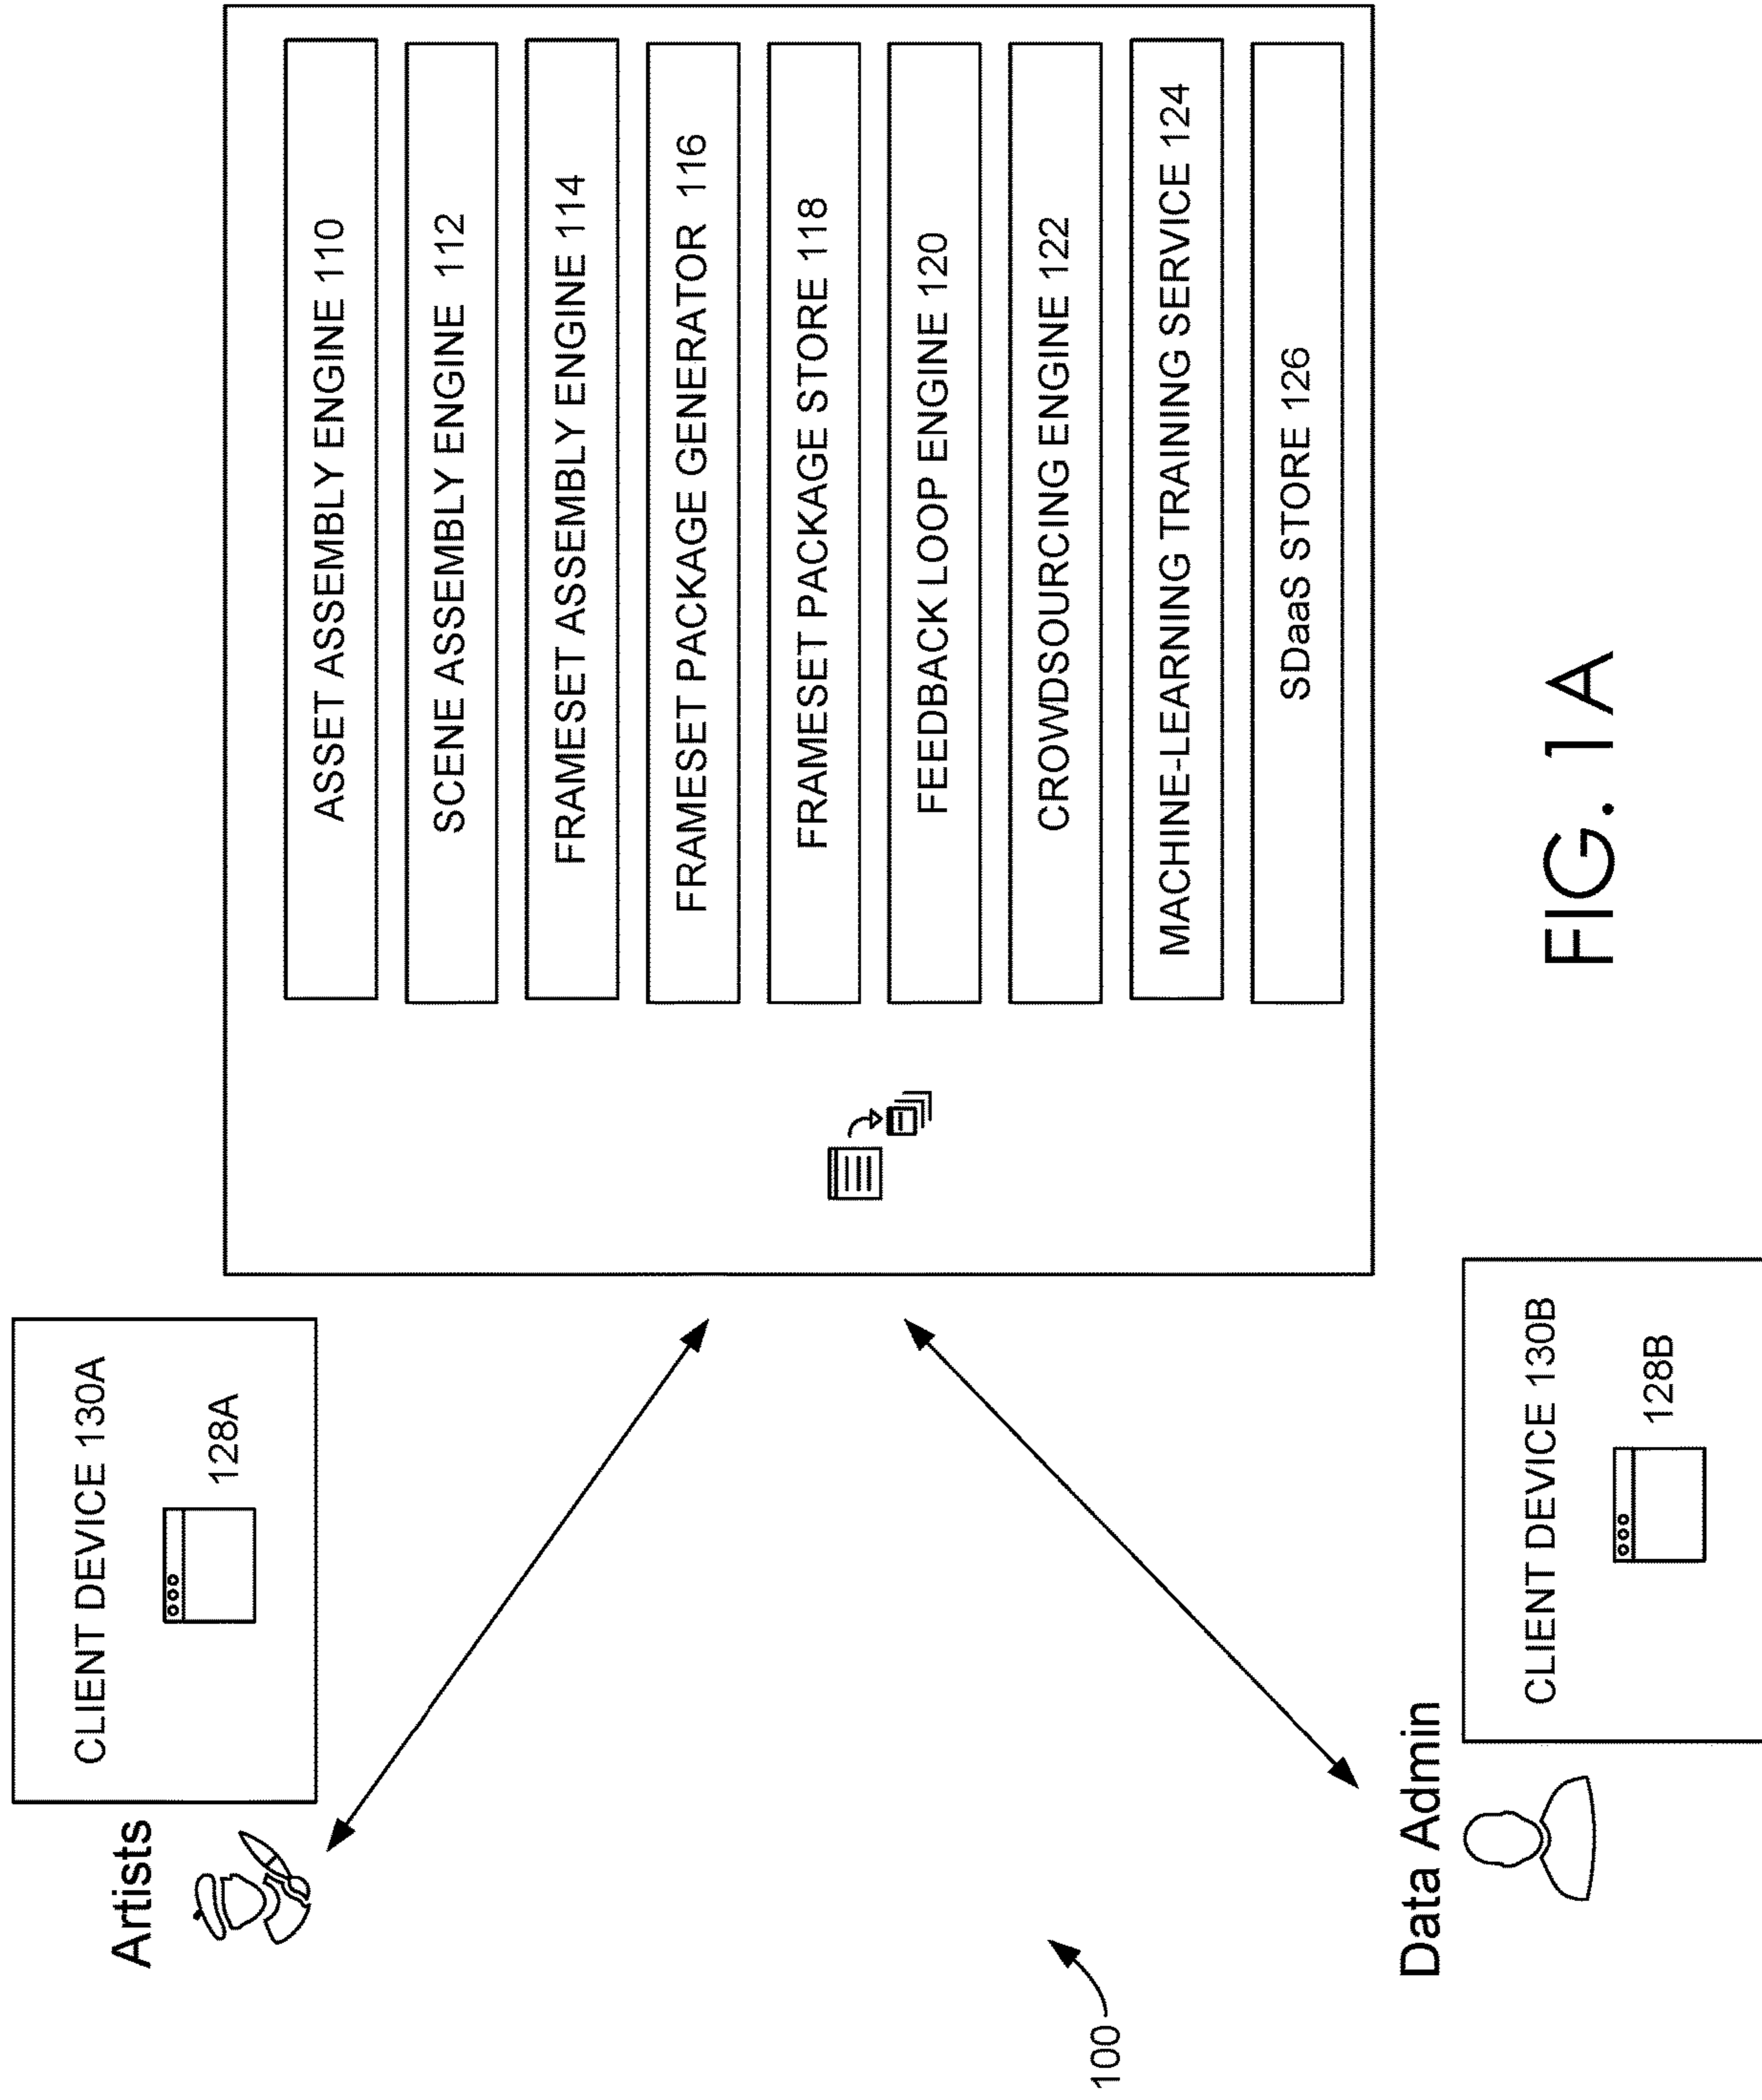 Artists
CLIENT DEVICE 130A
128A
ASSET ASSEMBLY ENGINE 110
SCENE ASSEMBLY ENGINE 112
FRAMESET ASSEMBLY ENGINE 114
FRAMESET PACKAGE GENERATOR 116
FRAMESET PACKAGE STORE 118
FEEDBACK LOOP ENGINE 120
CROWDSOURCING ENGINE 122
MACHINE-LEARNING TRAINING SERVICE 124
SDaaS STORE 126
100
Data Admin
CLIENT DEVICE 130B
128B
FIG. 1A